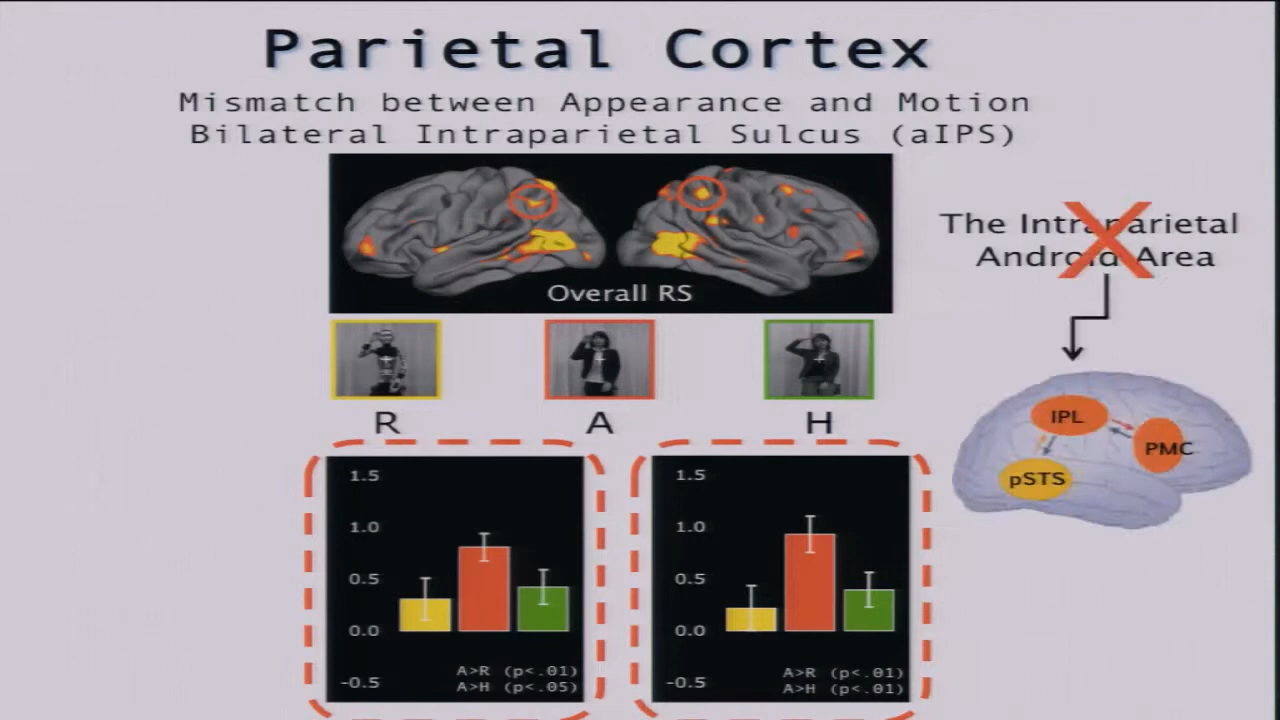 Parietal Cortex
Mismatch between Appearance and Motion
Bilateral Intraparietal Sulcus (aIPS)
Overall RS
The Intraparietal
Android Area
R
A
H
IPL
PMC
pSTS
1.5
1.0
0.5
0.0
-0.5
A>R (p<.01)
A>H (p<.05)
1.5
1.0
0.5
0.0
-0.5
A>R (p<.01)
A>H (p<.01)